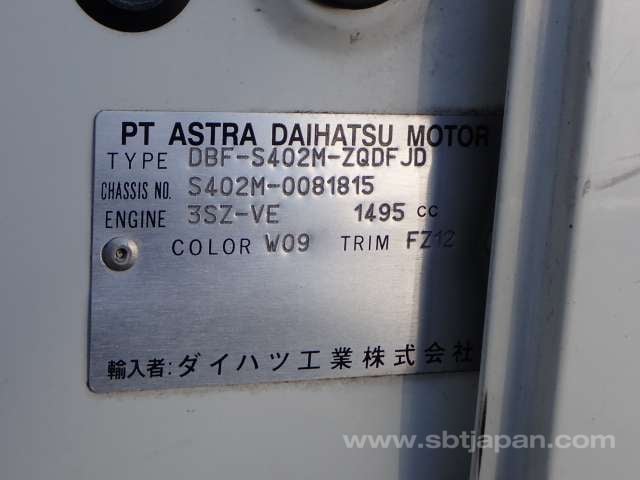 PT ASTRA DAIHATSU MOTOR
TYPE DBF-S402M-ZQDFJD
CHASSIS NO. S402M-0081815
ENGINE 3SZ-VE 1495 cc
COLOR W09 TRIM FZ12
輸入者: ダイハツ工業株式会社
www.sbtjapan.com